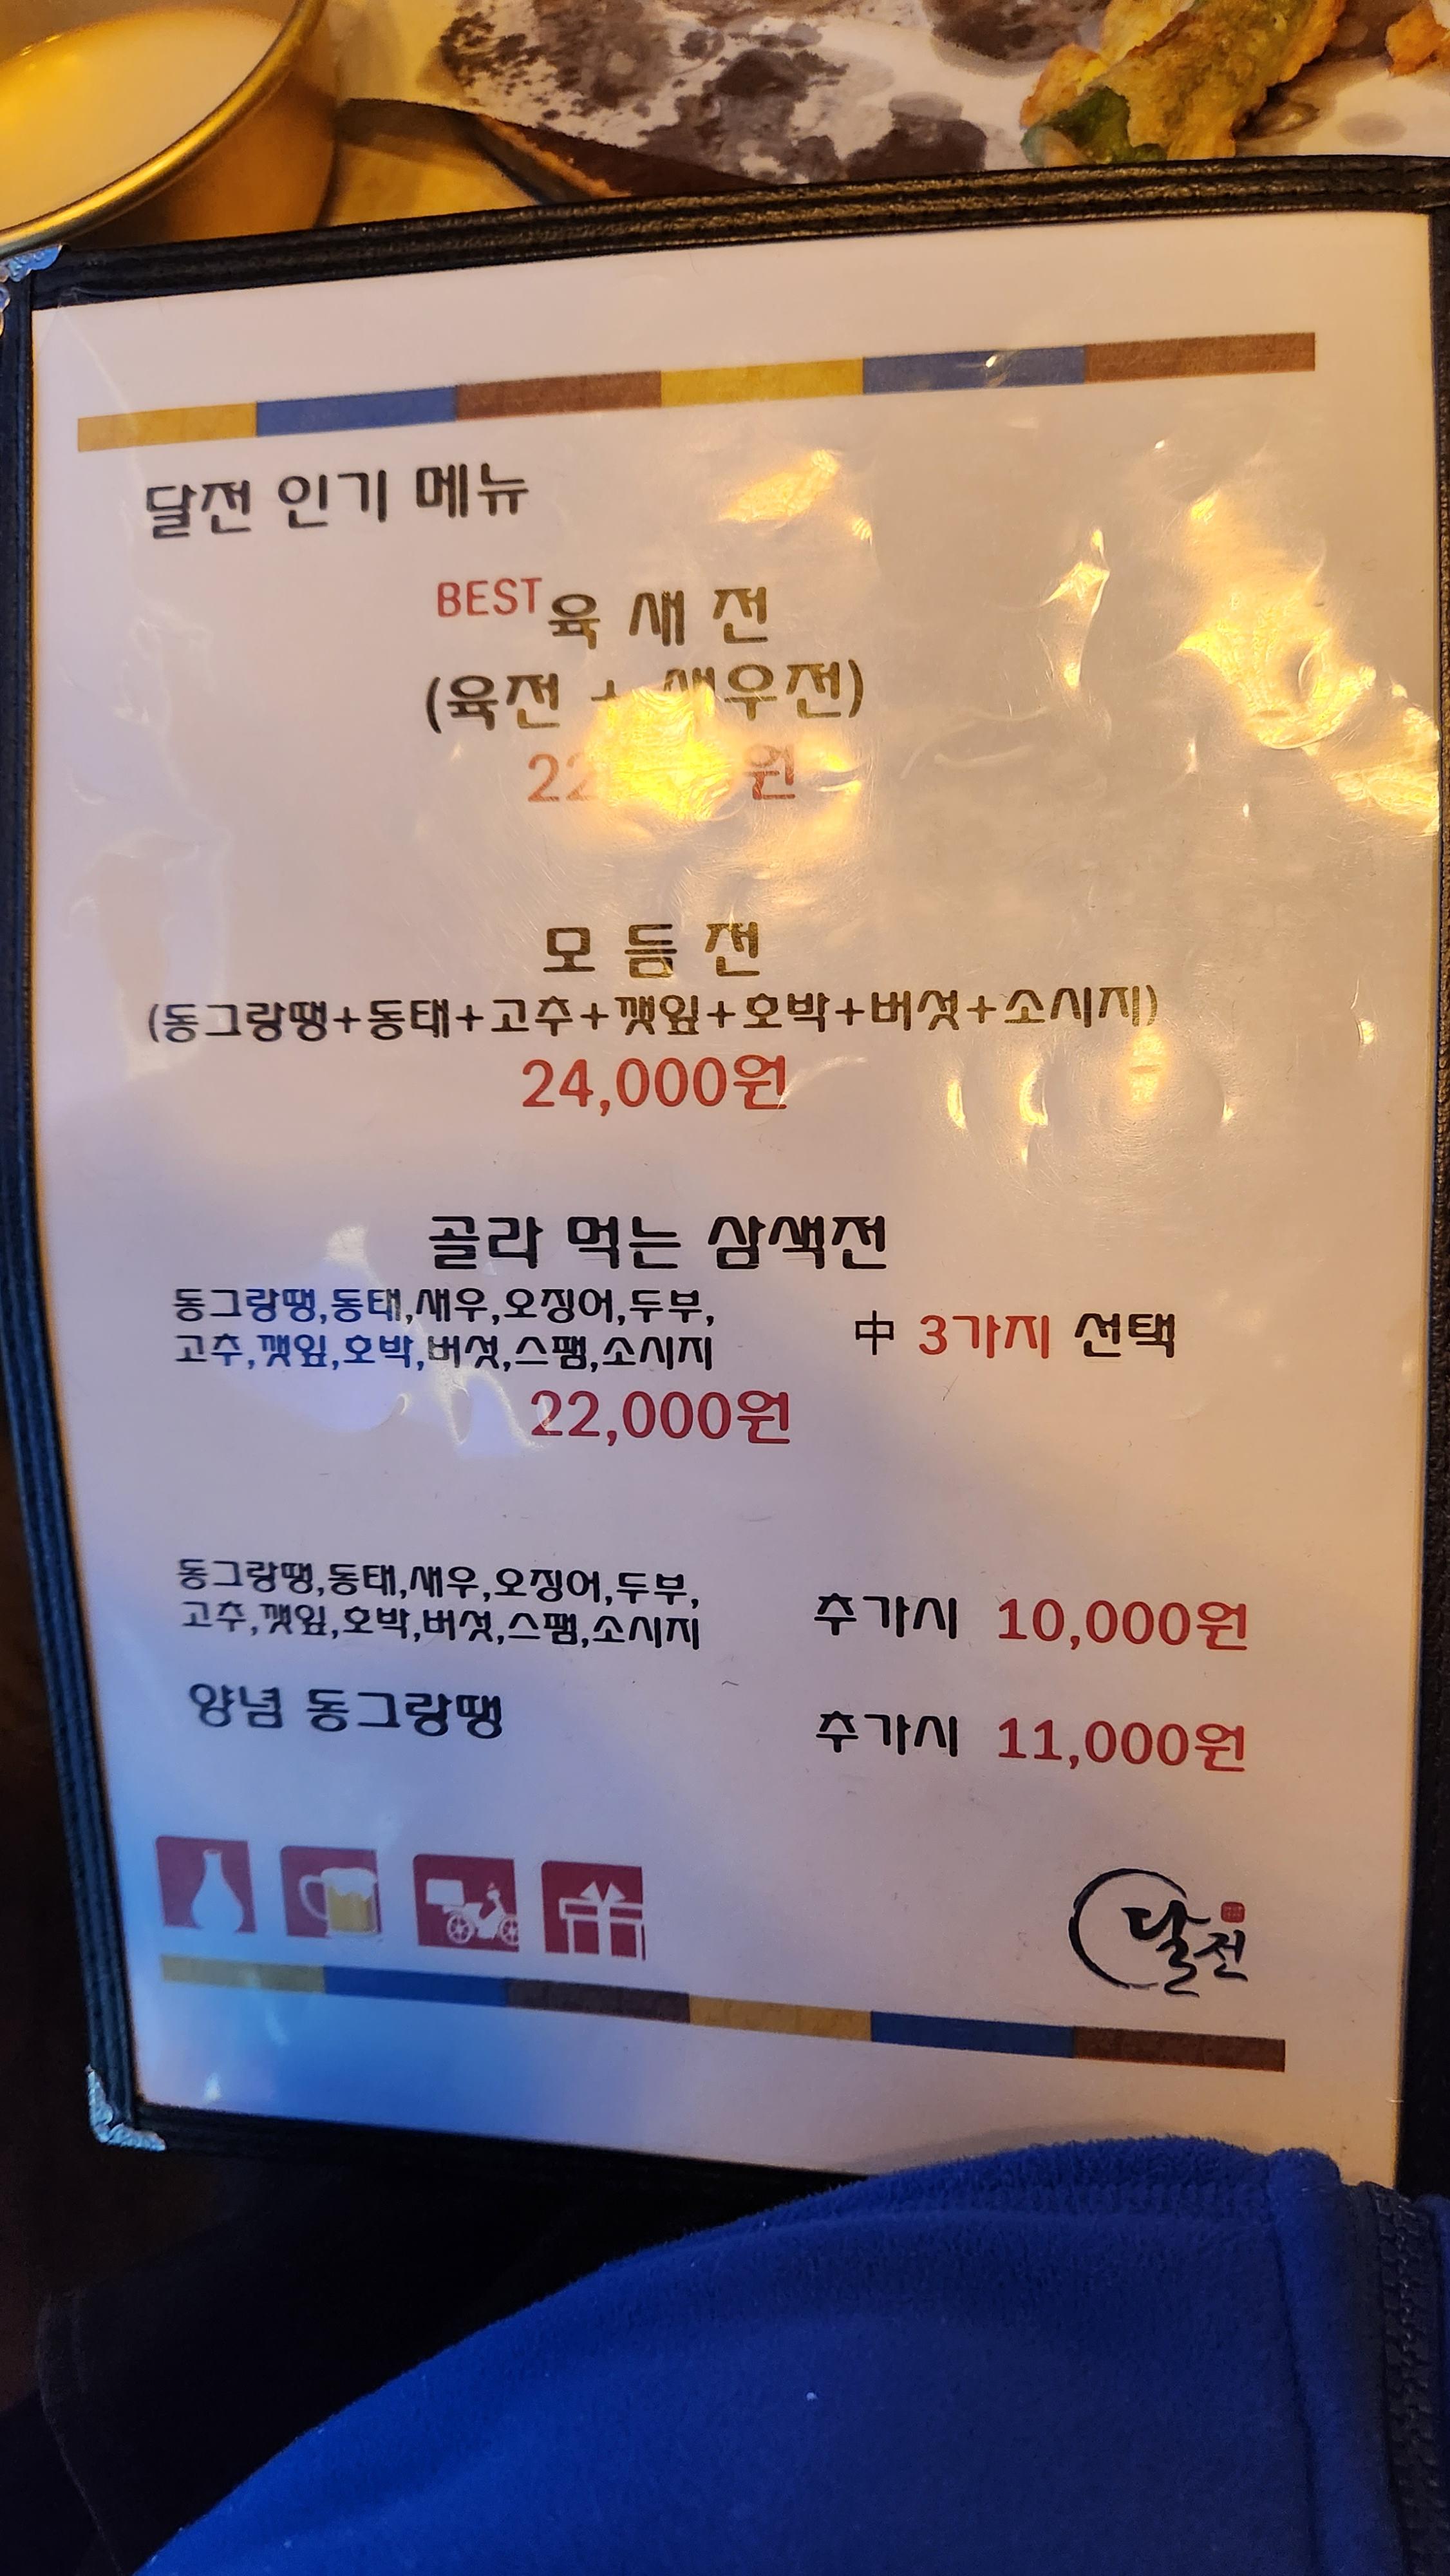 달전 인기 메뉴
BEST 육 새 전
(육전 + 새우전)
원
모 듬 전
(동그랑땡+동태+고추+깻잎+호박+버섯+소시지)
24,000원
골라 먹는 삼색전
동그랑땡,동태,새우,오징어,두부,
고추,깻잎,호박,버섯,스팸,소시지
中 3가지 선택
22,000원
동그랑땡,동태,새우,오징어,두부,
고추,깻잎,호박,버섯,스팸,소시지
추가시 10,000원
양념 동그랑땡
추가시 11,000원
달전